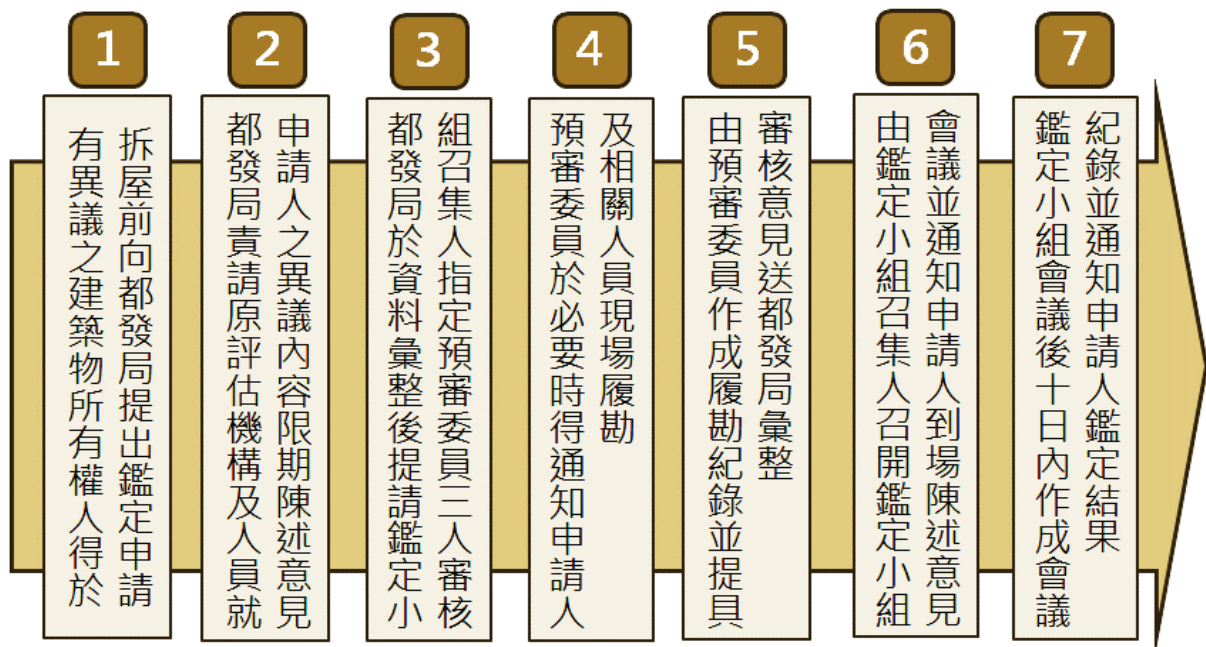 1
有異議之建築物所有權人得於
拆屋前向都發局提出鑑定申請
2
都發局責請原評估機構及人員就
申請人之異議內容限期陳述意見
3
都發局於資料彙整後提請鑑定小
組召集人指定預審委員三人審核
4
預審委員於必要時得通知申請人
及相關人員現場履勘
5
由預審委員作成履勘紀錄並提具
審核意見送都發局彙整
6
由鑑定小組召集人召開鑑定小組
會議並通知申請人到場陳述意見
7
鑑定小組會議後十日內作成會議
紀錄並通知申請人鑑定結果